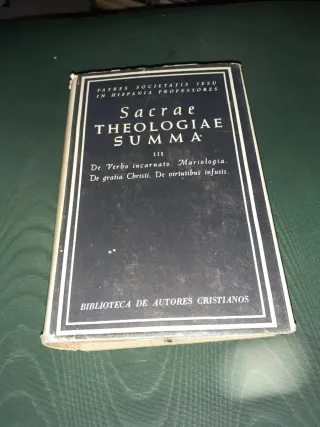 PATRES SOCIETATIS IESU
IN HISPANIA PROFESSORES
Sacrae
THEOLOGIAE
SUMMA
III
De Verbo incarnato. Mariologia.
De gratia Christi. De virtutibus infusis.
BIBLIOTECA DE AUTORES CRISTIANOS